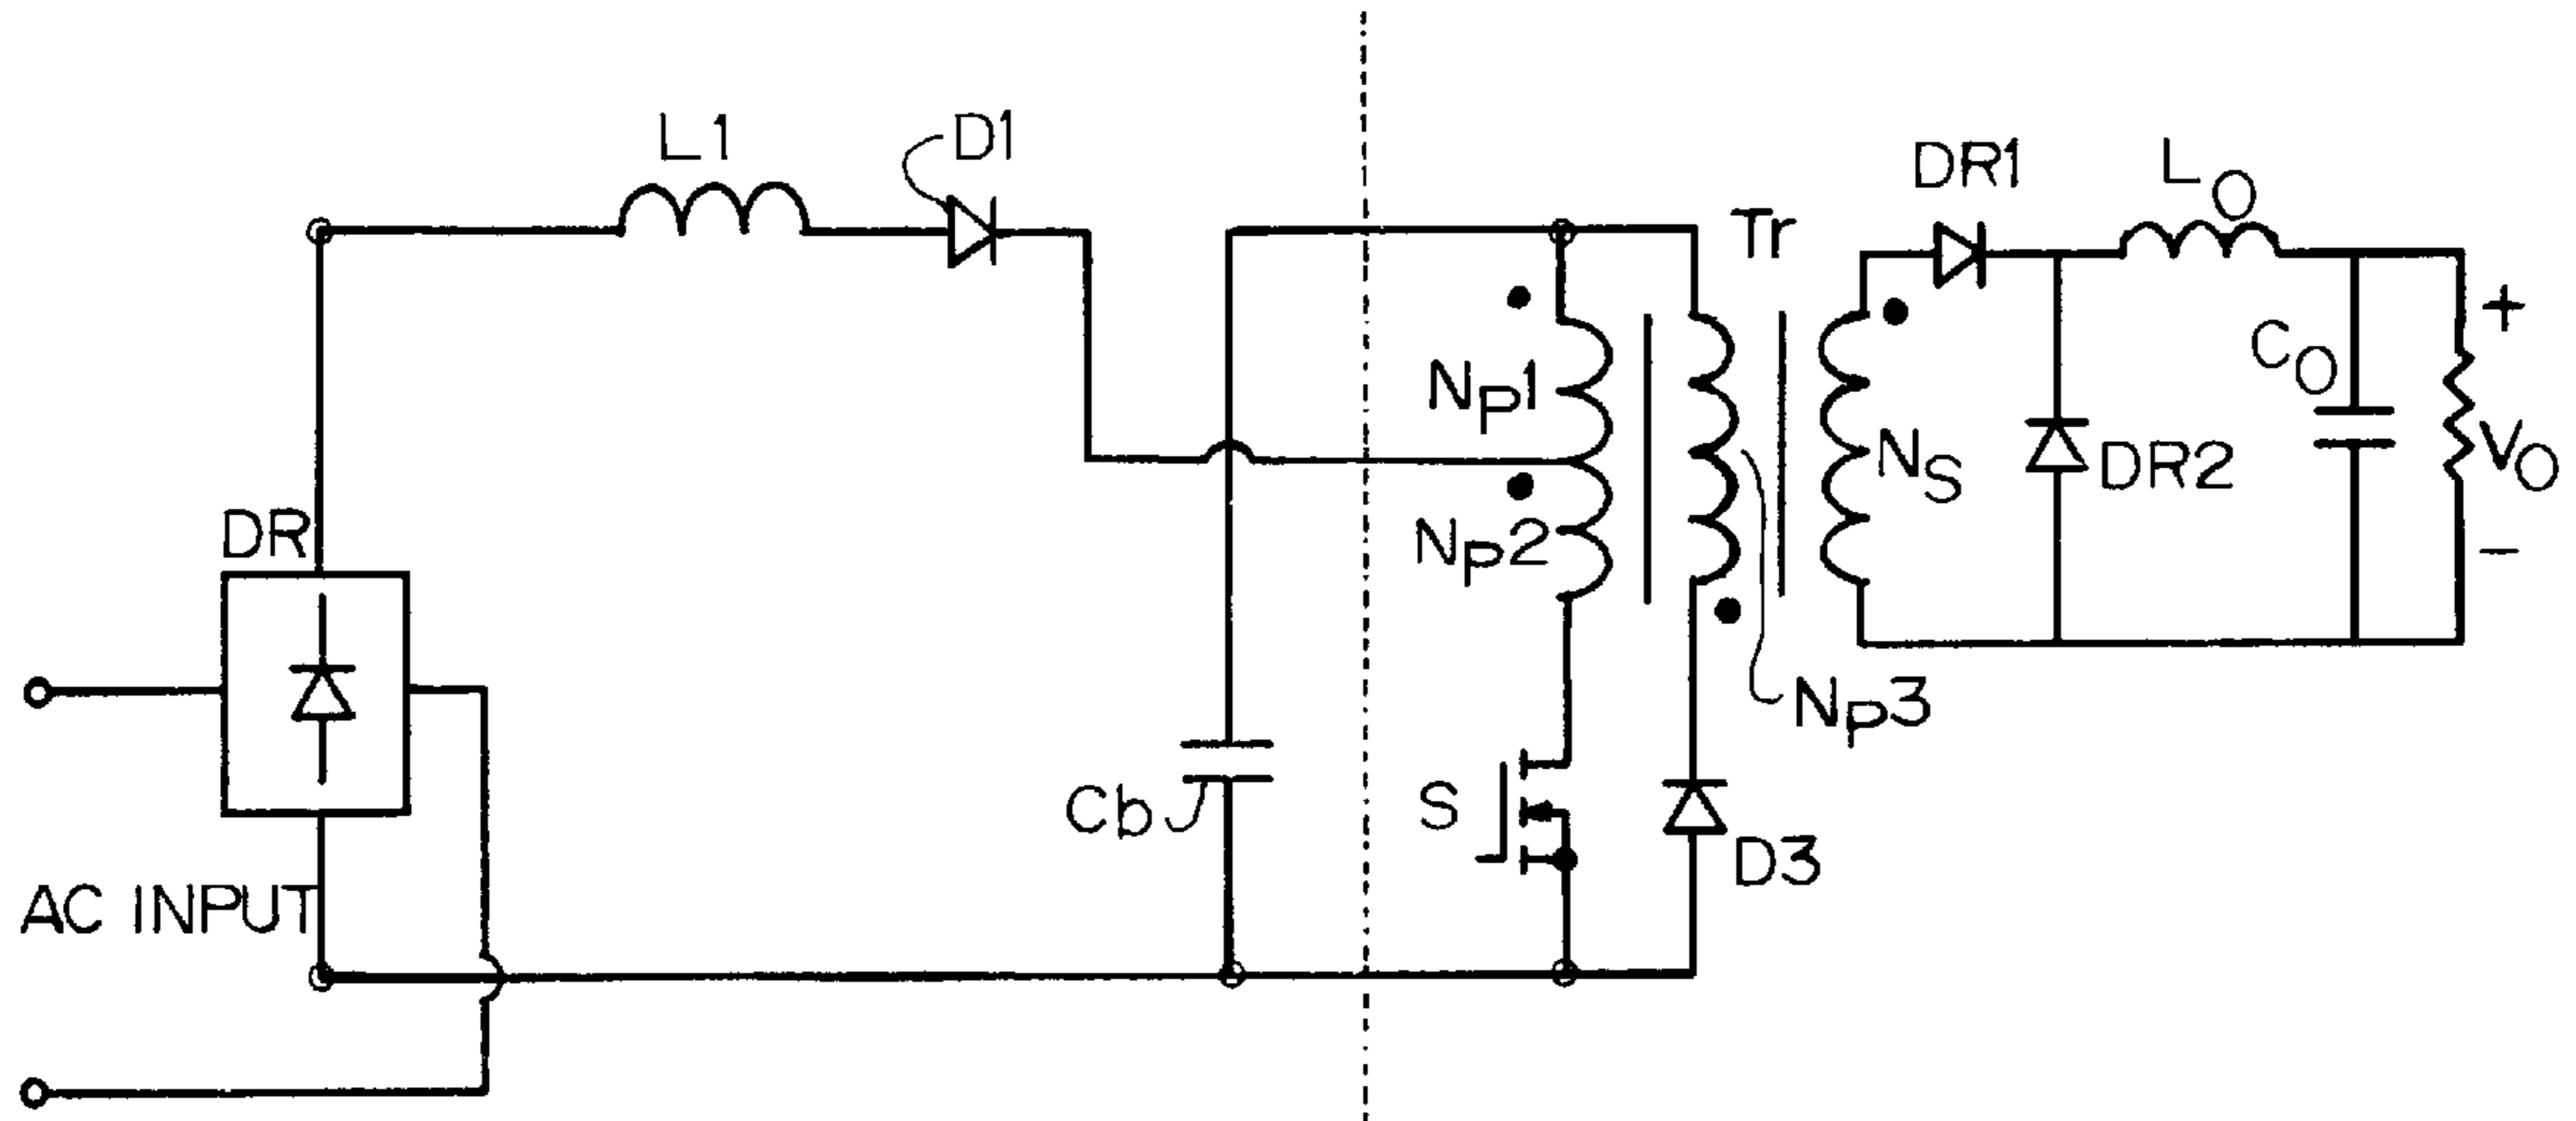 L1
D1
DR1
LO
Tr
+
NP1
CO
NS
DR2
VO
DR
NP2
−
NP3
Cb
S
D3
AC INPUT